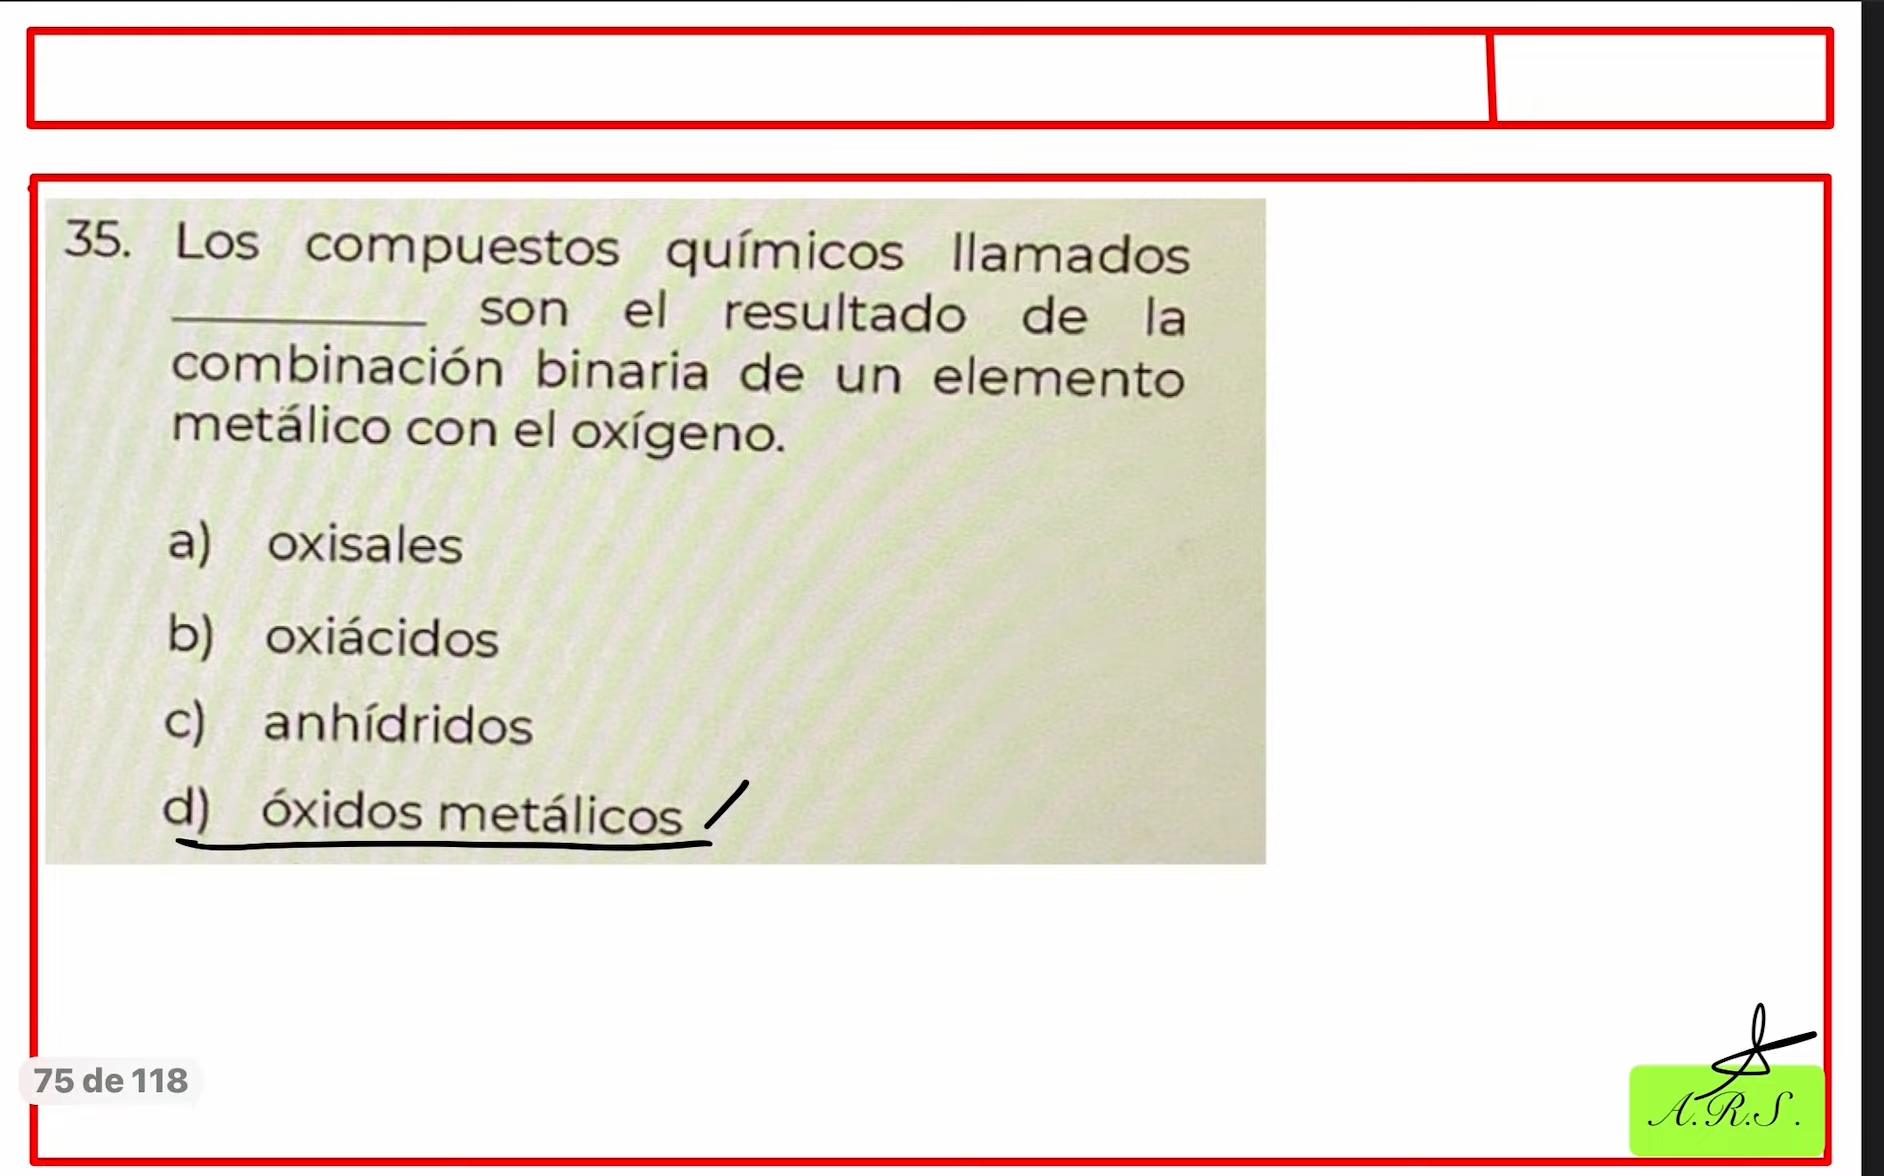 35. Los compuestos químicos llamados
____________ son el resultado de la
combinación binaria de un elemento
metálico con el oxígeno.
a) oxisales
b) oxiácidos
c) anhídridos
d) óxidos metálicos
75 de 118
A.R.S.